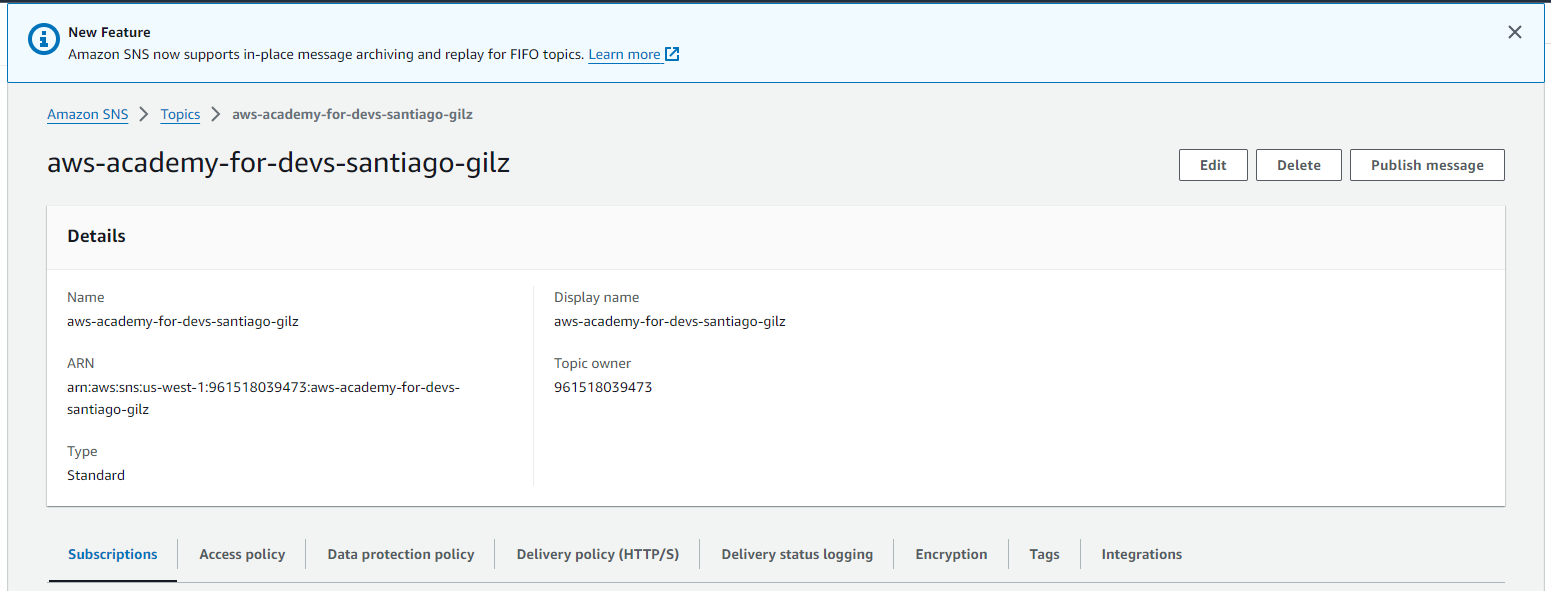 New Feature
Amazon SNS now supports in-place message archiving and replay for FIFO topics. Learn more
Amazon SNS > Topics > aws-academy-for-devs-santiago-gilz
aws-academy-for-devs-santiago-gilz
Edit Delete Publish message
Details
Name
aws-academy-for-devs-santiago-gilz
ARN
arn:aws:sns:us-west-1:961518039473:aws-academy-for-devs-
santiago-gilz
Type
Standard
Display name
aws-academy-for-devs-santiago-gilz
Topic owner
961518039473
Subscriptions Access policy Data protection policy Delivery policy (HTTP/S) Delivery status logging Encryption Tags Integrations